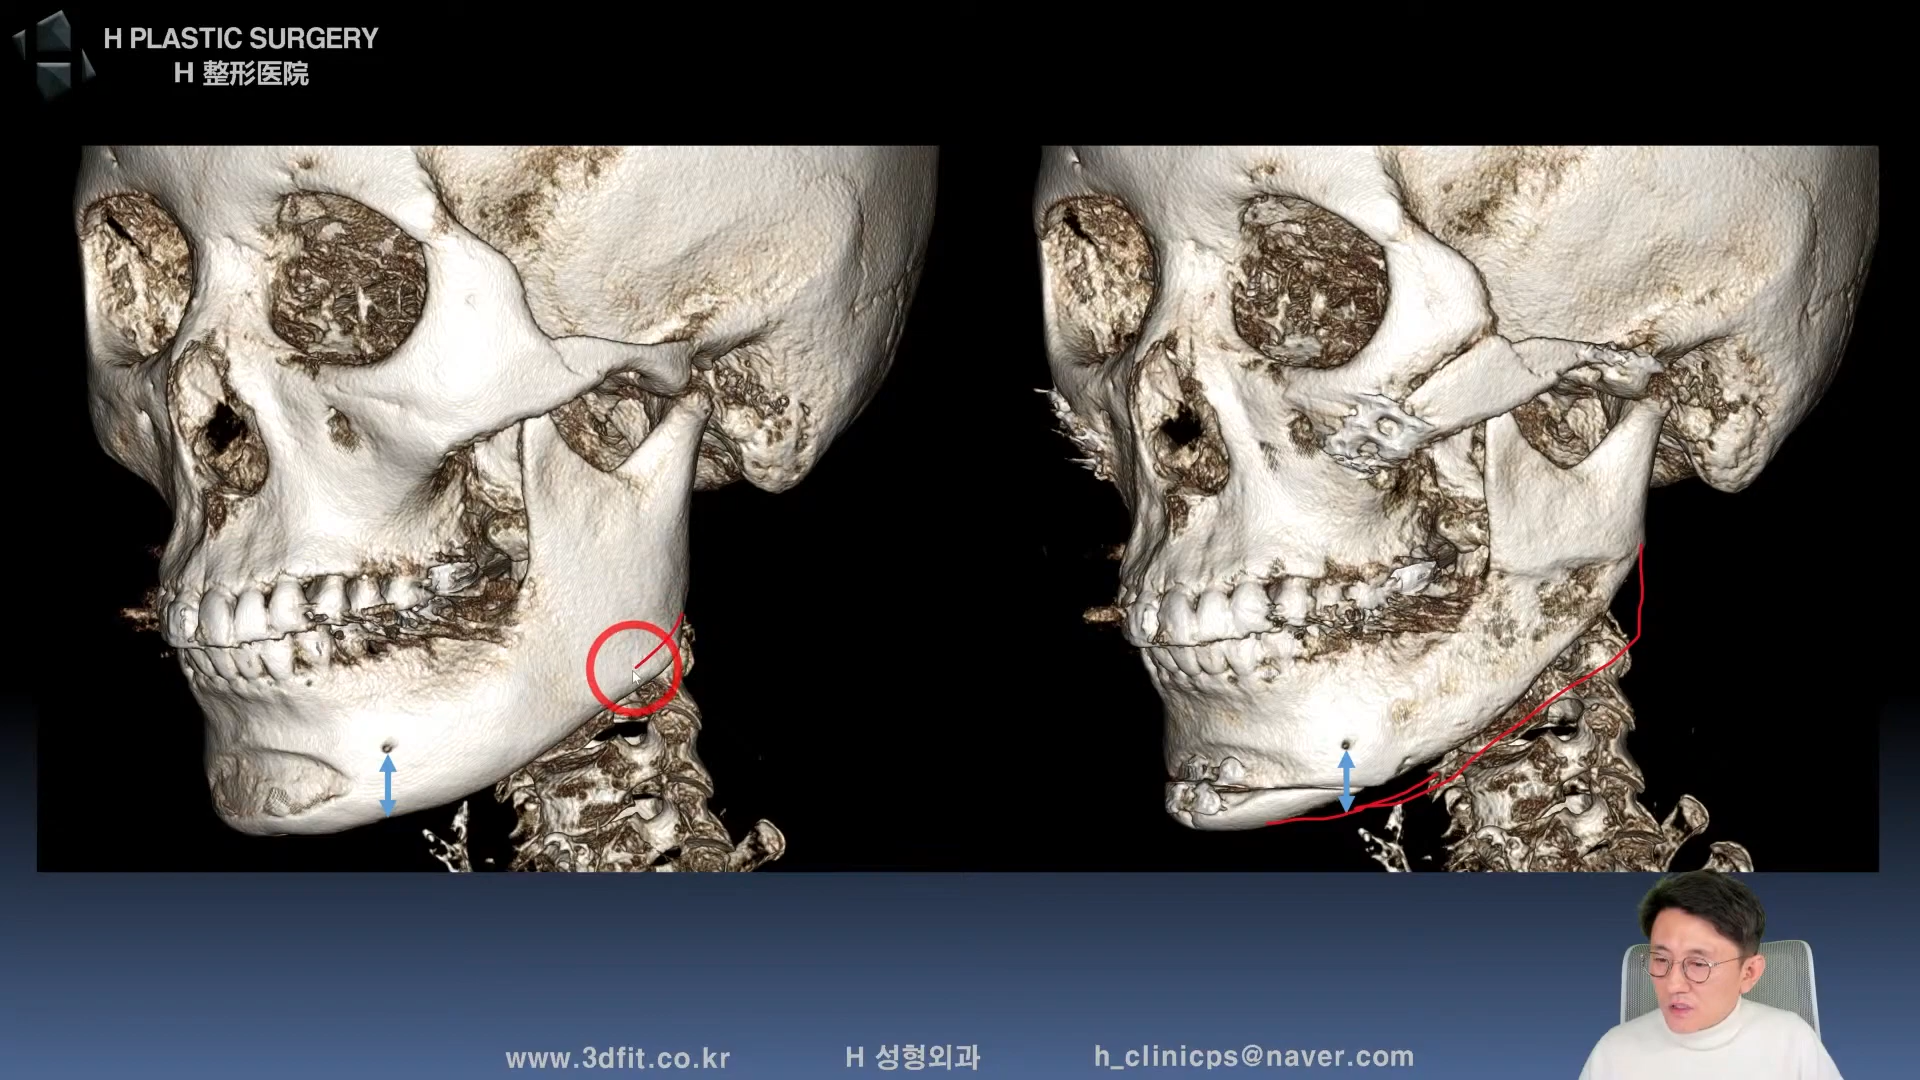 H PLASTIC SURGERY
H 整形医院
www.3dfit.co.kr
H 성형외과
h_clinicps@naver.com